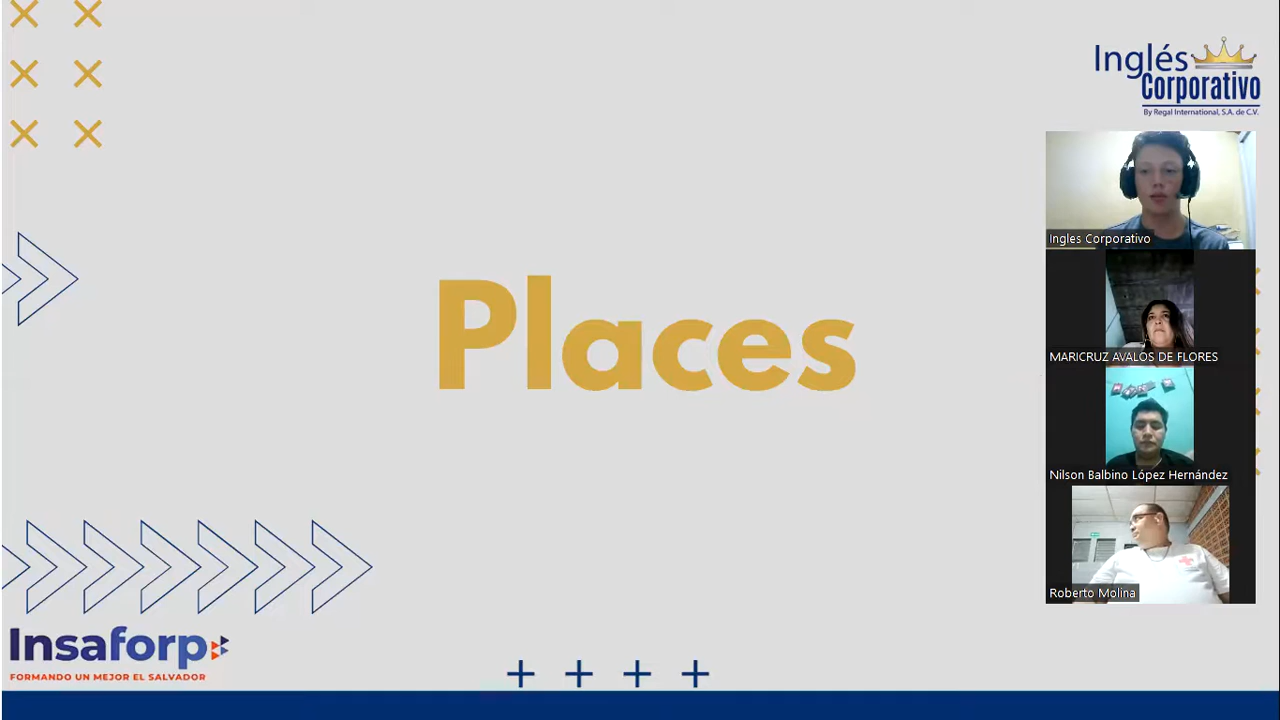 Inglés
Corporativo
By Regal International, S.A. de C.V.
Ingles Corporativo
MARICRUZ AVALOS DE FLORES
Places
Nilson Balbino López Hernández
Roberto Molina
Insaforp
FORMANDO UN MEJOR EL SALVADOR